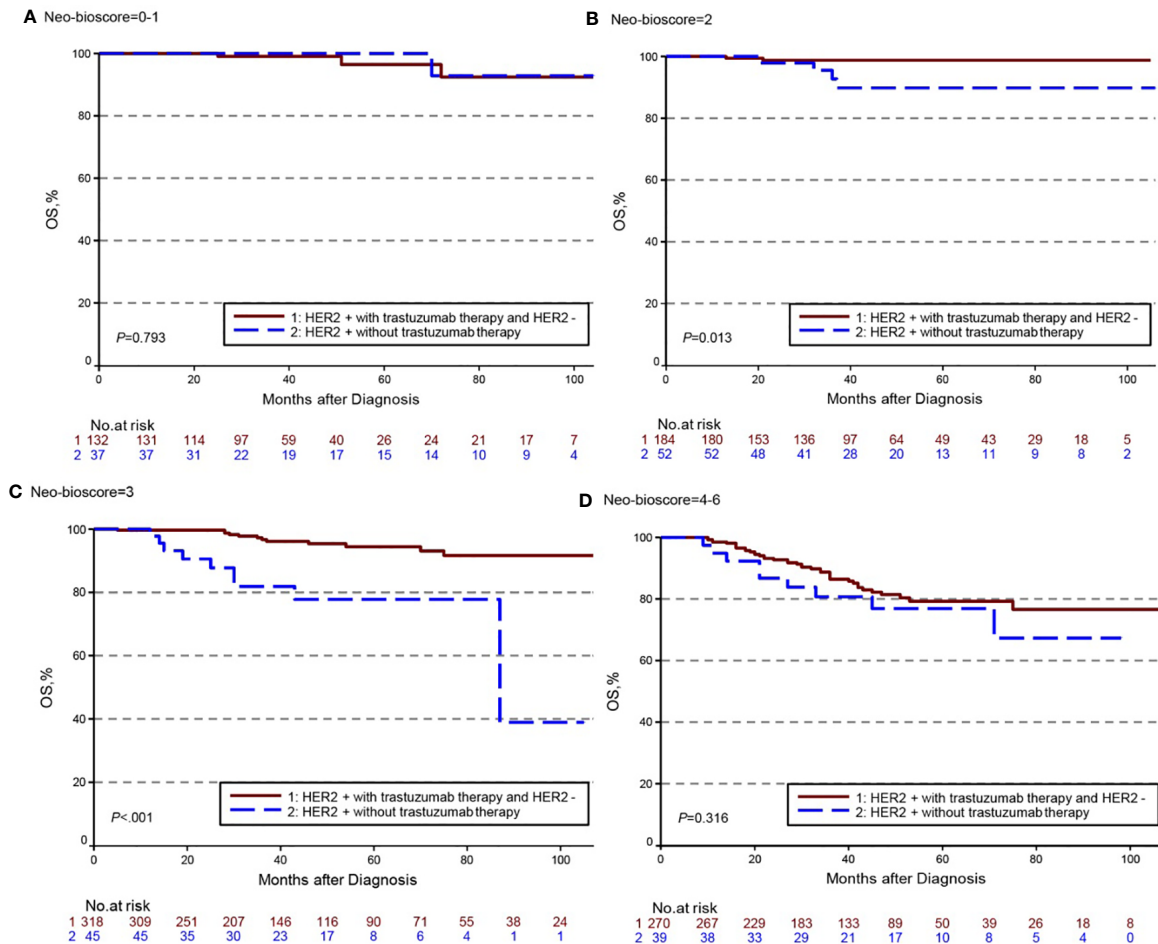 A Neo-bioscore=0-1
100
80
60
40
20
0
OS,%
1: HER2 + with trastuzumab therapy and HER2 -
2: HER2 + without trastuzumab therapy
P=0.793
0 20 40 60 80 100
Months after Diagnosis
No.at risk
1 132 131 114 97 59 40 26 24 21 17 7
2 37 37 31 22 19 17 15 14 10 9 4
B Neo-bioscore=2
100
80
60
40
20
0
OS,%
1: HER2 + with trastuzumab therapy and HER2 -
2: HER2 + without trastuzumab therapy
P=0.013
0 20 40 60 80 100
Months after Diagnosis
No.at risk
1 184 180 153 136 97 64 49 43 29 18 5
2 52 52 48 41 28 20 13 11 9 8 2
C Neo-bioscore=3
100
80
60
40
20
0
OS,%
1: HER2 + with trastuzumab therapy and HER2 -
2: HER2 + without trastuzumab therapy
P<.001
0 20 40 60 80 100
Months after Diagnosis
No.at risk
1 318 309 251 207 146 116 90 71 55 38 24
2 45 45 35 30 23 17 8 6 4 1 1
D Neo-bioscore=4-6
100
80
60
40
20
0
OS,%
1: HER2 + with trastuzumab therapy and HER2 -
2: HER2 + without trastuzumab therapy
P=0.316
0 20 40 60 80 100
Months after Diagnosis
No.at risk
1 270 267 229 183 133 89 50 39 26 18 8
2 39 38 33 29 21 17 10 8 5 4 0